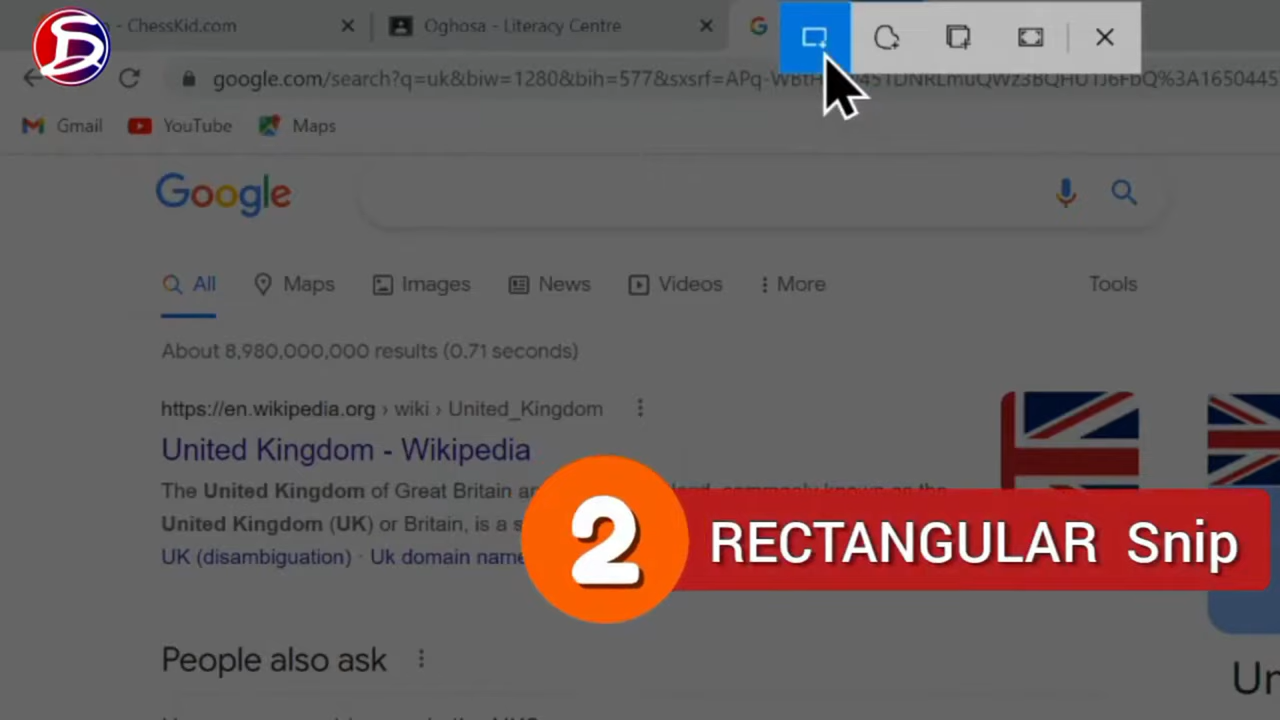 - ChessKid.com
Oghosa - Literacy Centre
google.com/search?q=uk&biw=1280&bih=577&sxsrf=APq-
Gmail
YouTube
Maps
Google
All
Maps
Images
News
Videos
More
Tools
About 8,980,000,000 results (0.71 seconds)
https://en.wikipedia.org › wiki › United_Kingdom
United Kingdom - Wikipedia
The United Kingdom of Great Britain
United Kingdom (UK) or Britain, is a
UK (disambiguation) · Uk domain name
2
RECTANGULAR Snip
People also ask